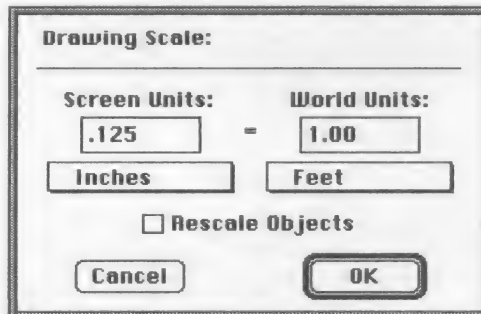 Drawing Scale:
Screen Units: World Units:
.125 = 1.00
Inches Feet
Rescale Objects
Cancel OK